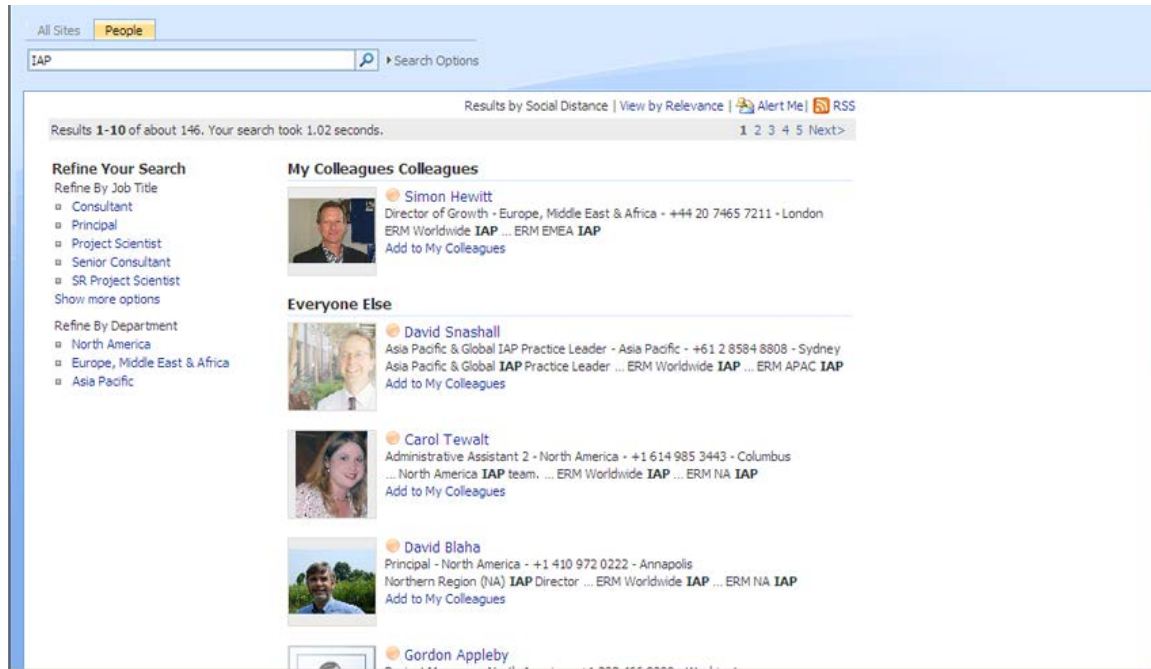 All Sites People
IAP
Search Options
Results by Social Distance | View by Relevance | Alert Me | RSS
Results 1-10 of about 146. Your search took 1.02 seconds.
1 2 3 4 5 Next>
Refine Your Search
Refine By Job Title
Consultant
Principal
Project Scientist
Senior Consultant
SR Project Scientist
Show more options
Refine By Department
North America
Europe, Middle East & Africa
Asia Pacific
My Colleagues Colleagues
Simon Hewitt
Director of Growth - Europe, Middle East & Africa - +44 20 7465 7211 - London
ERM Worldwide IAP ... ERM EMEA IAP
Add to My Colleagues
Everyone Else
David Snashall
Asia Pacific & Global IAP Practice Leader - Asia Pacific - +61 2 8584 8808 - Sydney
Asia Pacific & Global IAP Practice Leader ... ERM Worldwide IAP ... ERM APAC IAP
Add to My Colleagues
Carol Tewalt
Administrative Assistant 2 - North America - +1 614 985 3443 - Columbus
... North America IAP team. ... ERM Worldwide IAP ... ERM NA IAP
Add to My Colleagues
David Blaha
Principal - North America - +1 410 972 0222 - Annapolis
Northern Region (NA) IAP Director ... ERM Worldwide IAP ... ERM NA IAP
Add to My Colleagues
Gordon Appleby